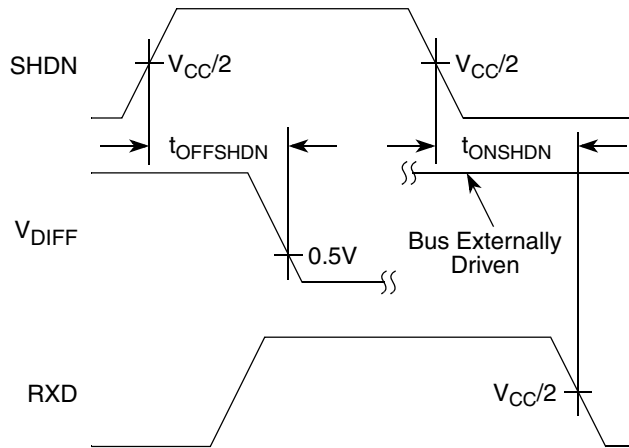 SHDN
VCC/2
VCC/2
tOFFSHDN
tONSHDN
VDIFF
0.5V
Bus Externally
Driven
RXD
VCC/2